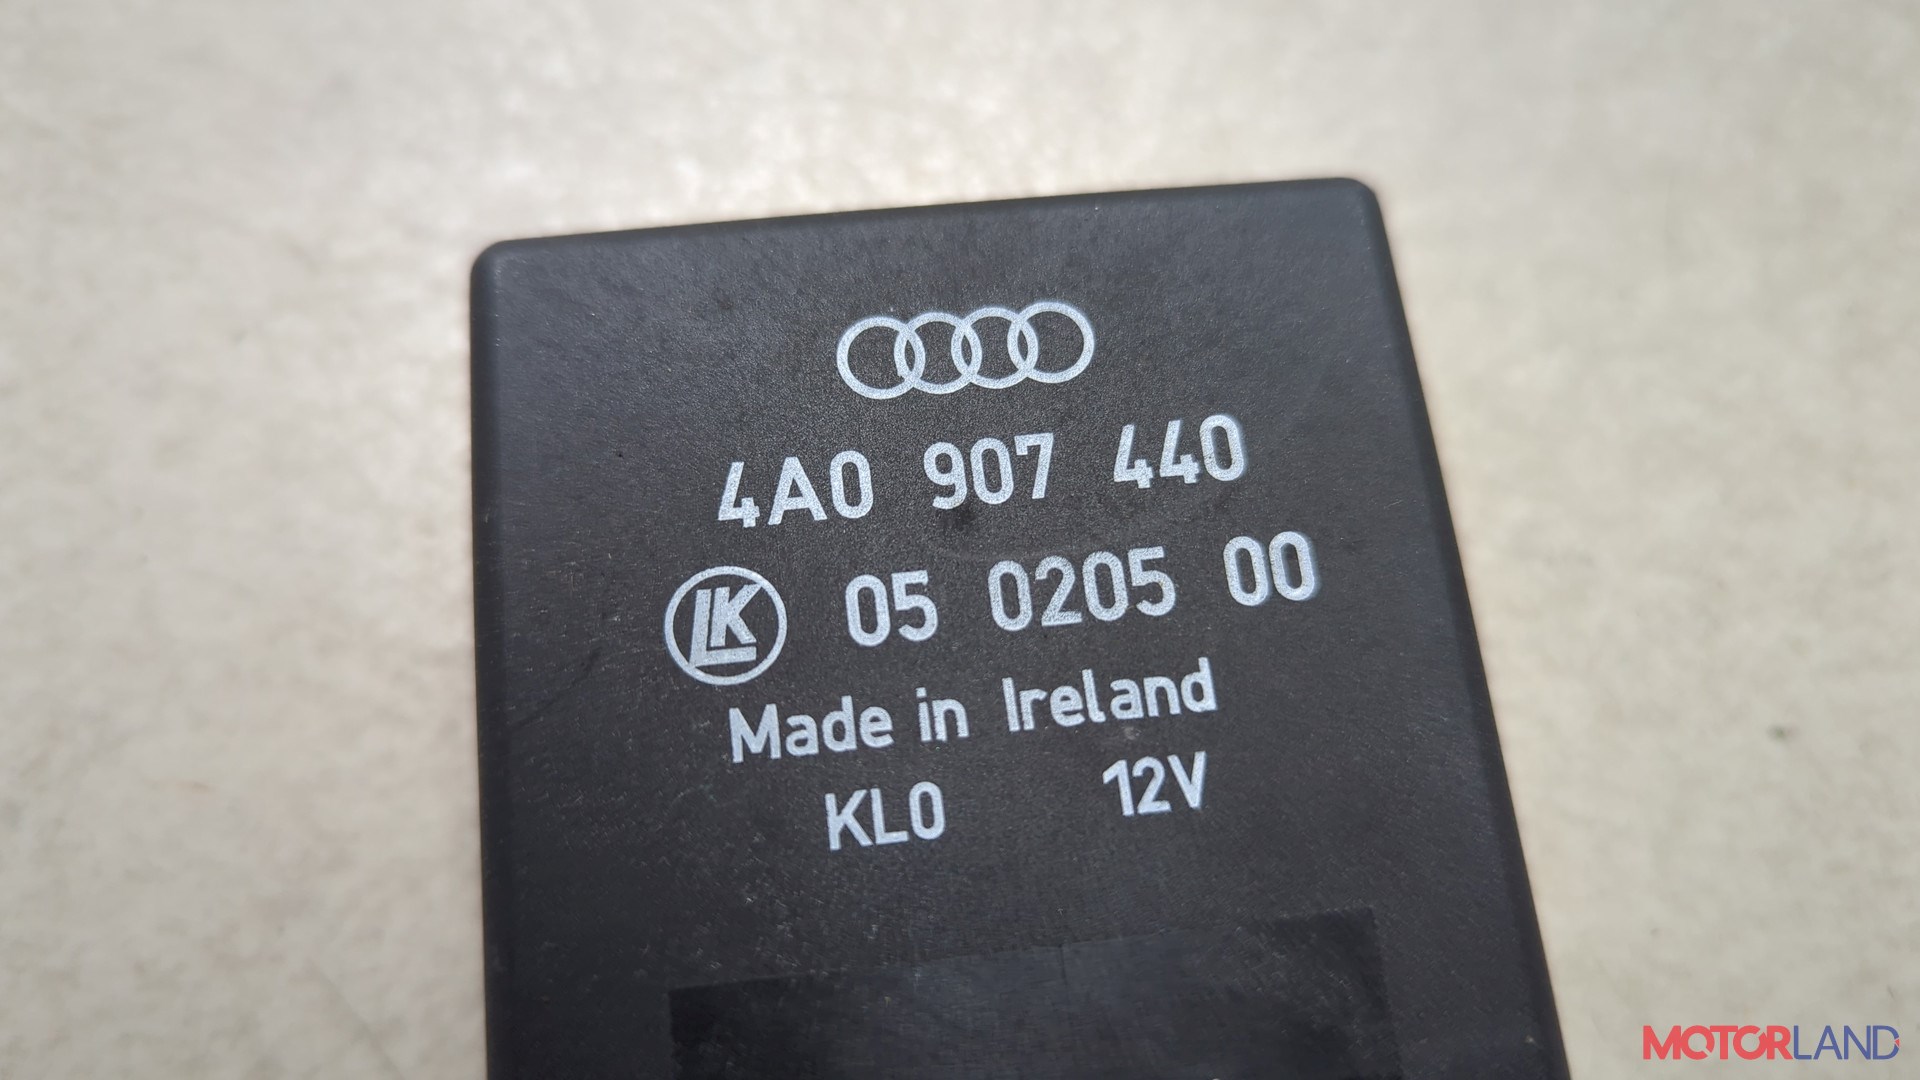 4A0 907 440
LK 05 0205 00
Made in Ireland
KL0 12V
MOTORLAND